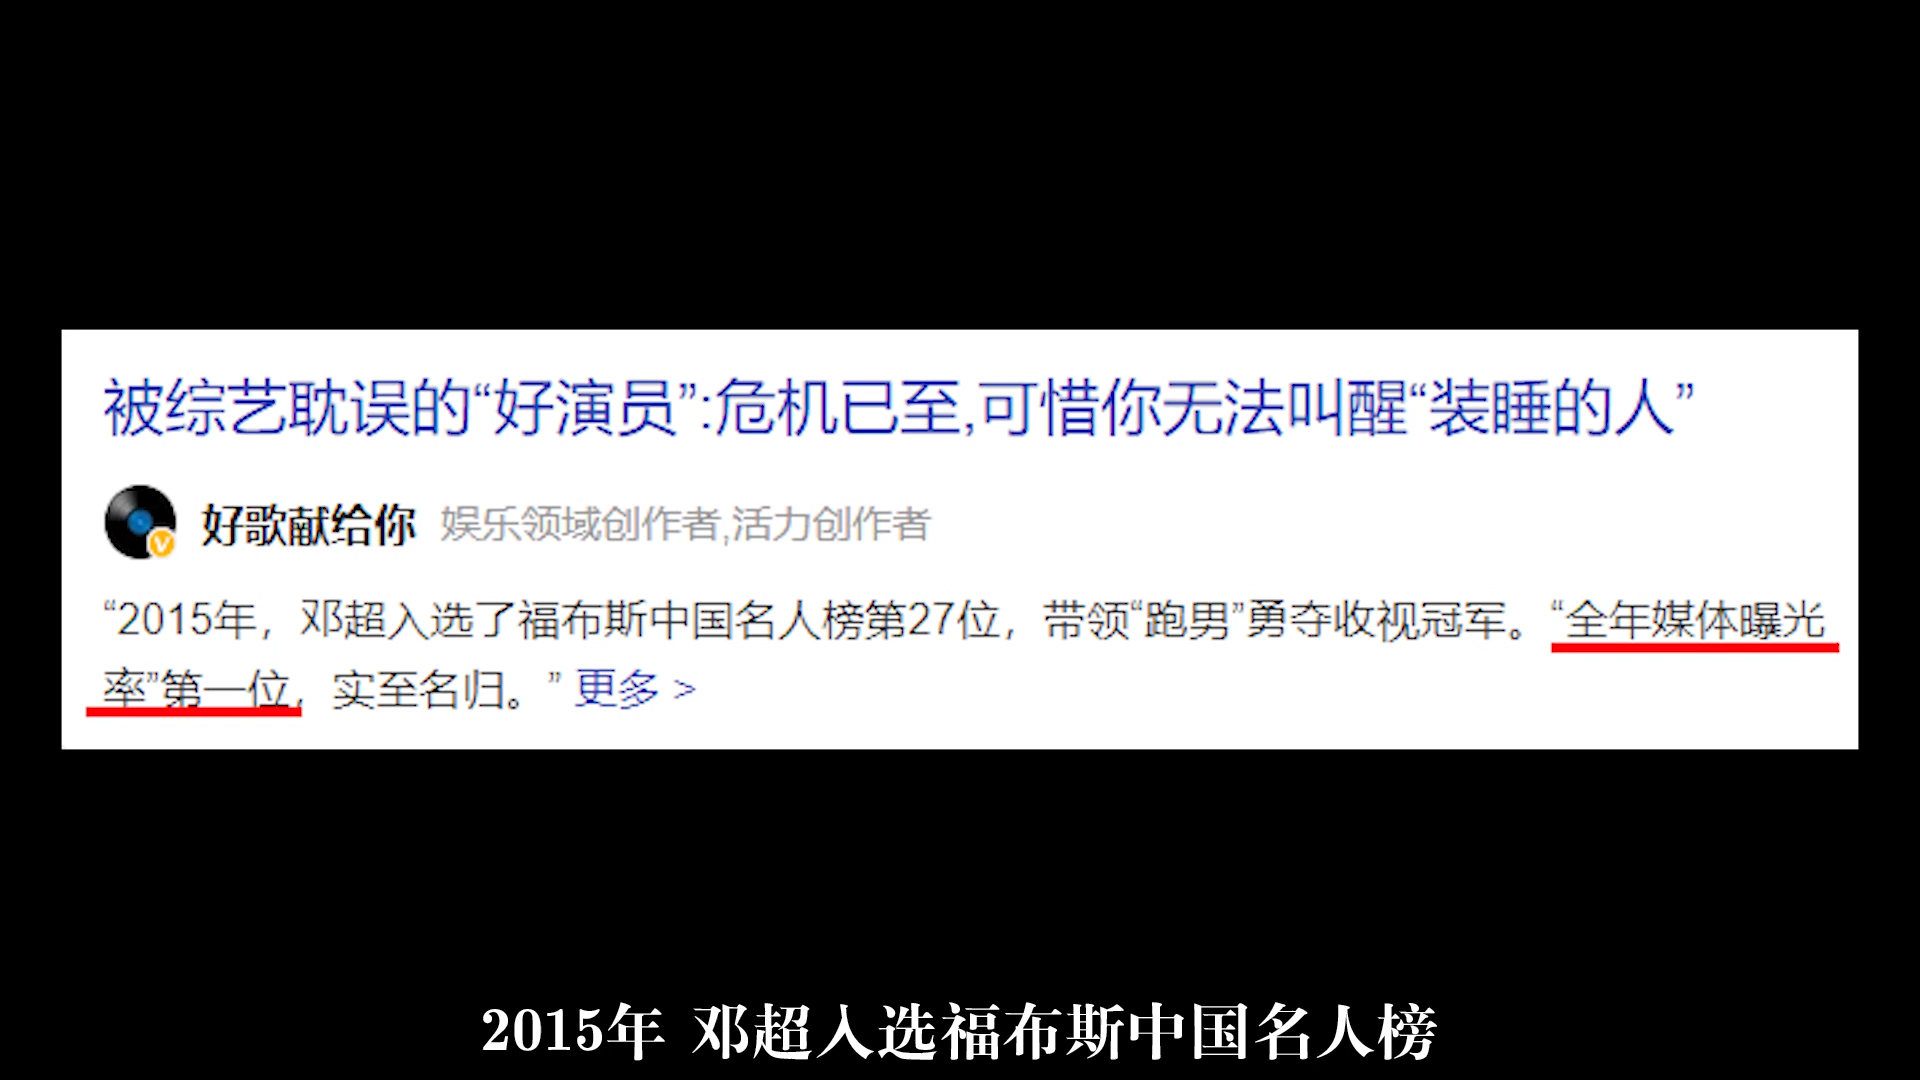 被综艺耽误的“好演员”:危机已至,可惜你无法叫醒“装睡的人”
好歌献给你 娱乐领域创作者,活力创作者
“2015年，邓超入选了福布斯中国名人榜第27位，带领“跑男”勇夺收视冠军。“全年媒体曝光
率”第一位，实至名归。” 更多 >
2015年 邓超入选福布斯中国名人榜